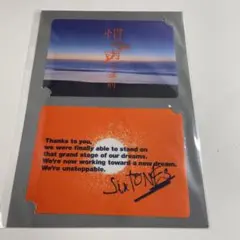 Thanks to you,
we were finally able to stand on
that grand stage of our dreams.
We're now working toward a new dream.
We're unstoppable.
SixTONES